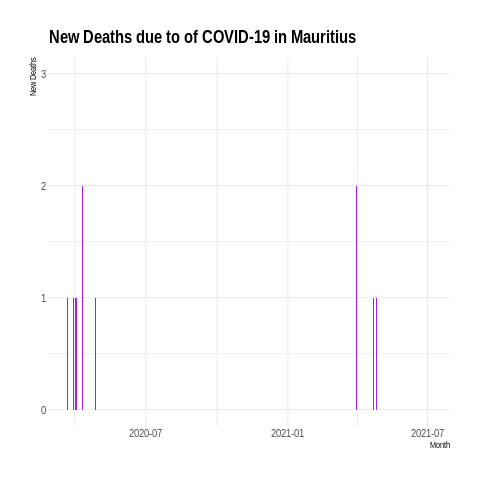 New Deaths due to of COVID-19 in Mauritius
New Deaths
3
2
1
0
2020-07
2021-01
2021-07
Month